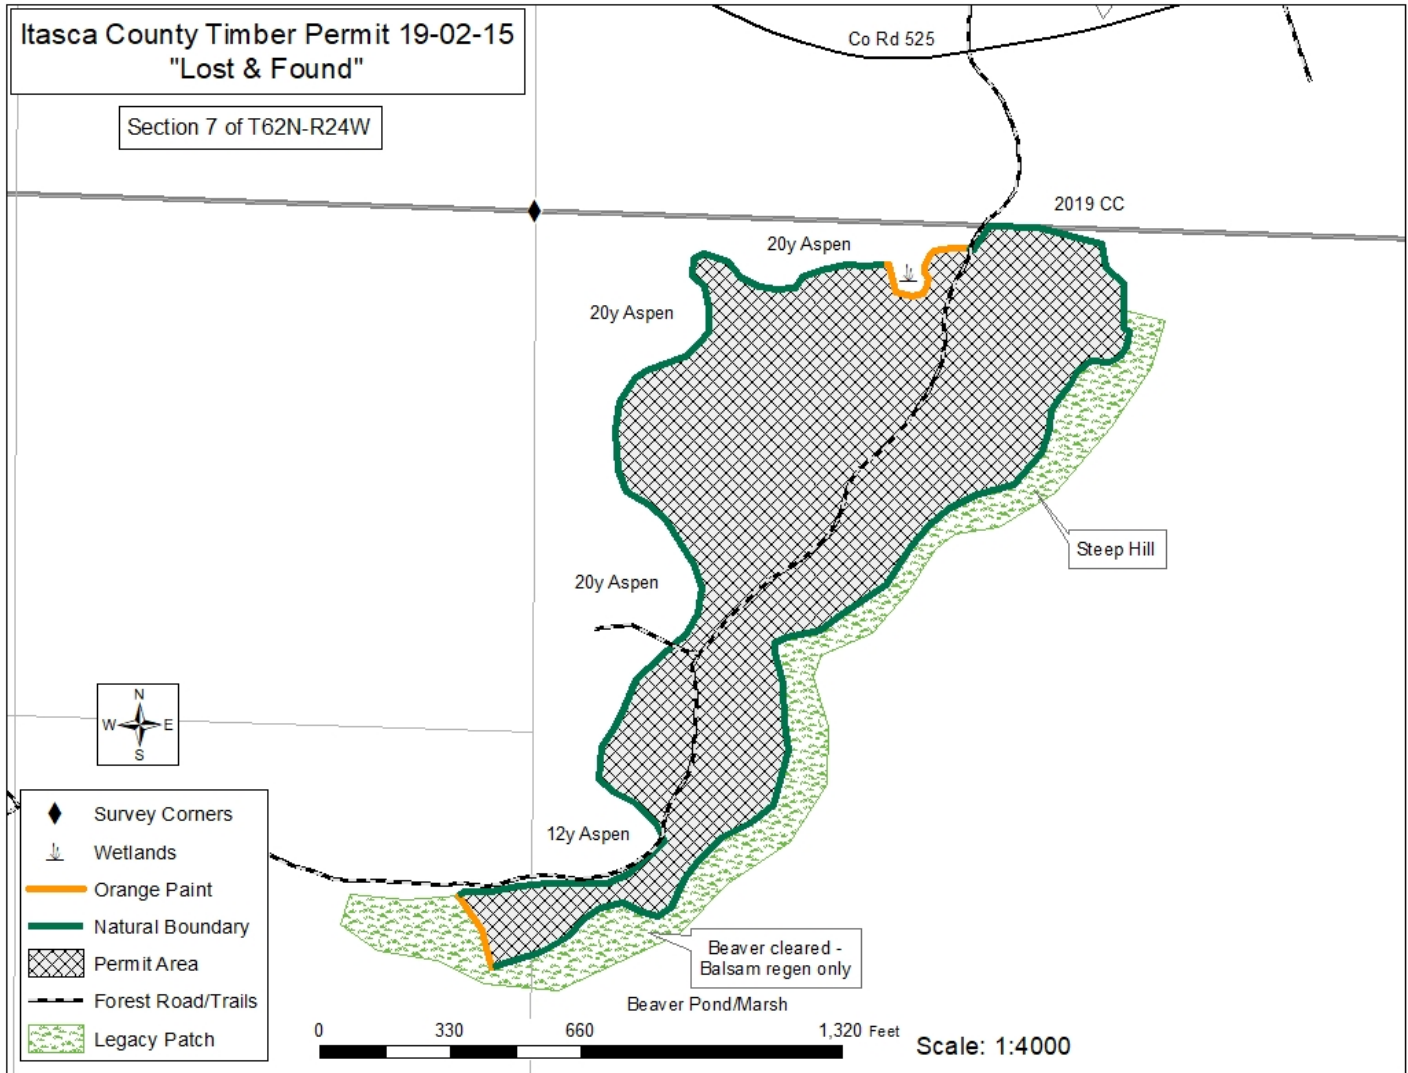 Itasca County Timber Permit 19-02-15
"Lost & Found"
Section 7 of T62N-R24W
Co Rd 525
2019 CC
20y Aspen
20y Aspen
Steep Hill
20y Aspen
N
W E
S
12y Aspen
Survey Corners
Wetlands
Orange Paint
Natural Boundary
Permit Area
Forest Road/Trails
Legacy Patch
Beaver cleared -
Balsam regen only
Beaver Pond/Marsh
0 330 660 1,320 Feet
Scale: 1:4000